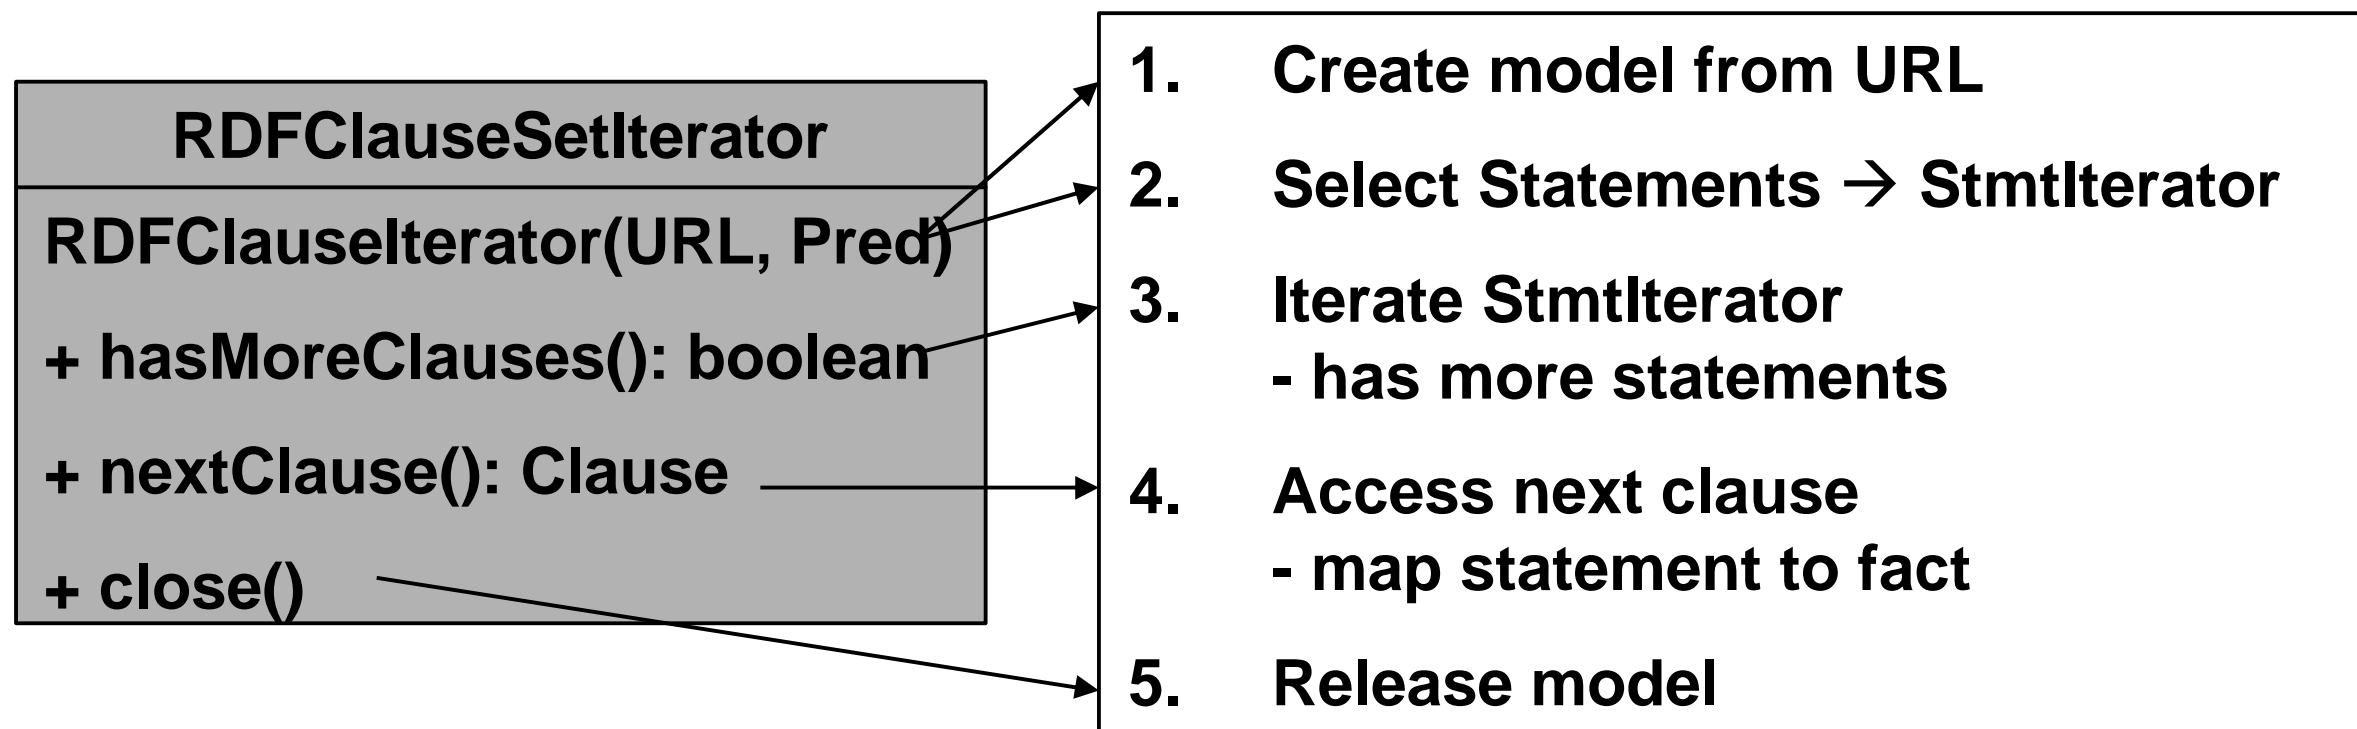 RDFClauseSetIterator
RDFClauseIterator(URL, Pred)
+ hasMoreClauses(): boolean
+ nextClause(): Clause
+ close()
1. Create model from URL
2. Select Statements → StmtIterator
3. Iterate StmtIterator
- has more statements
4. Access next clause
- map statement to fact
5. Release model